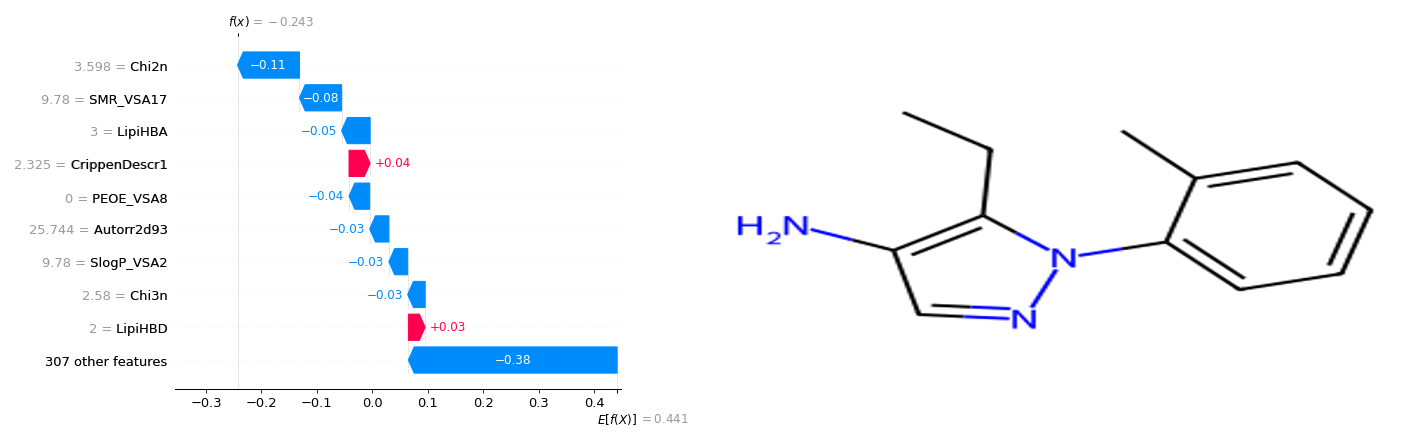 f(x) = −0.243
3.598 = Chi2n
−0.11
9.78 = SMR_VSA17
−0.08
3 = LipiHBA
−0.05
2.325 = CrippenDescr1
+0.04
0 = PEOE_VSA8
−0.04
25.744 = Autorr2d93
−0.03
9.78 = SlogP_VSA2
−0.03
2.58 = Chi3n
−0.03
2 = LipiHBD
+0.03
307 other features
−0.38
−0.3 −0.2 −0.1 0.0 0.1 0.2 0.3 0.4
E[f(X)] = 0.441
H2N
N
N